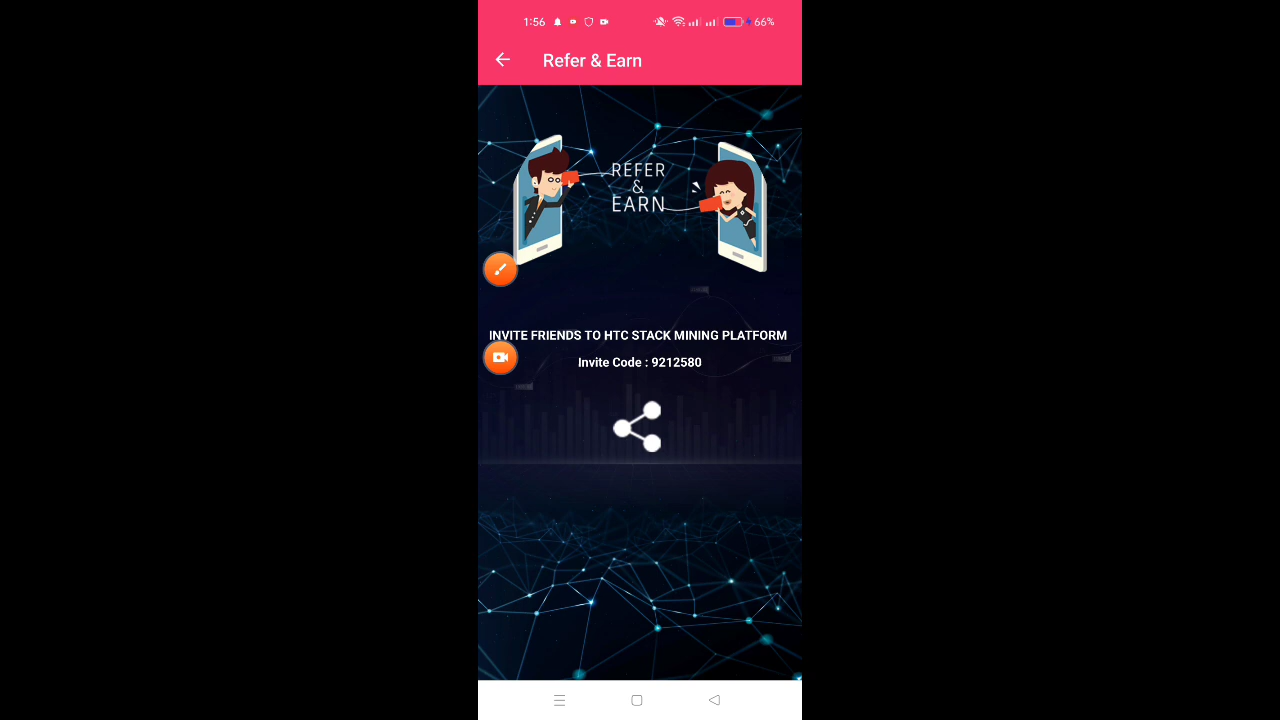 1:56 66%
Refer & Earn
REFER
&
EARN
INVITE FRIENDS TO HTC STACK MINING PLATFORM
Invite Code : 9212580